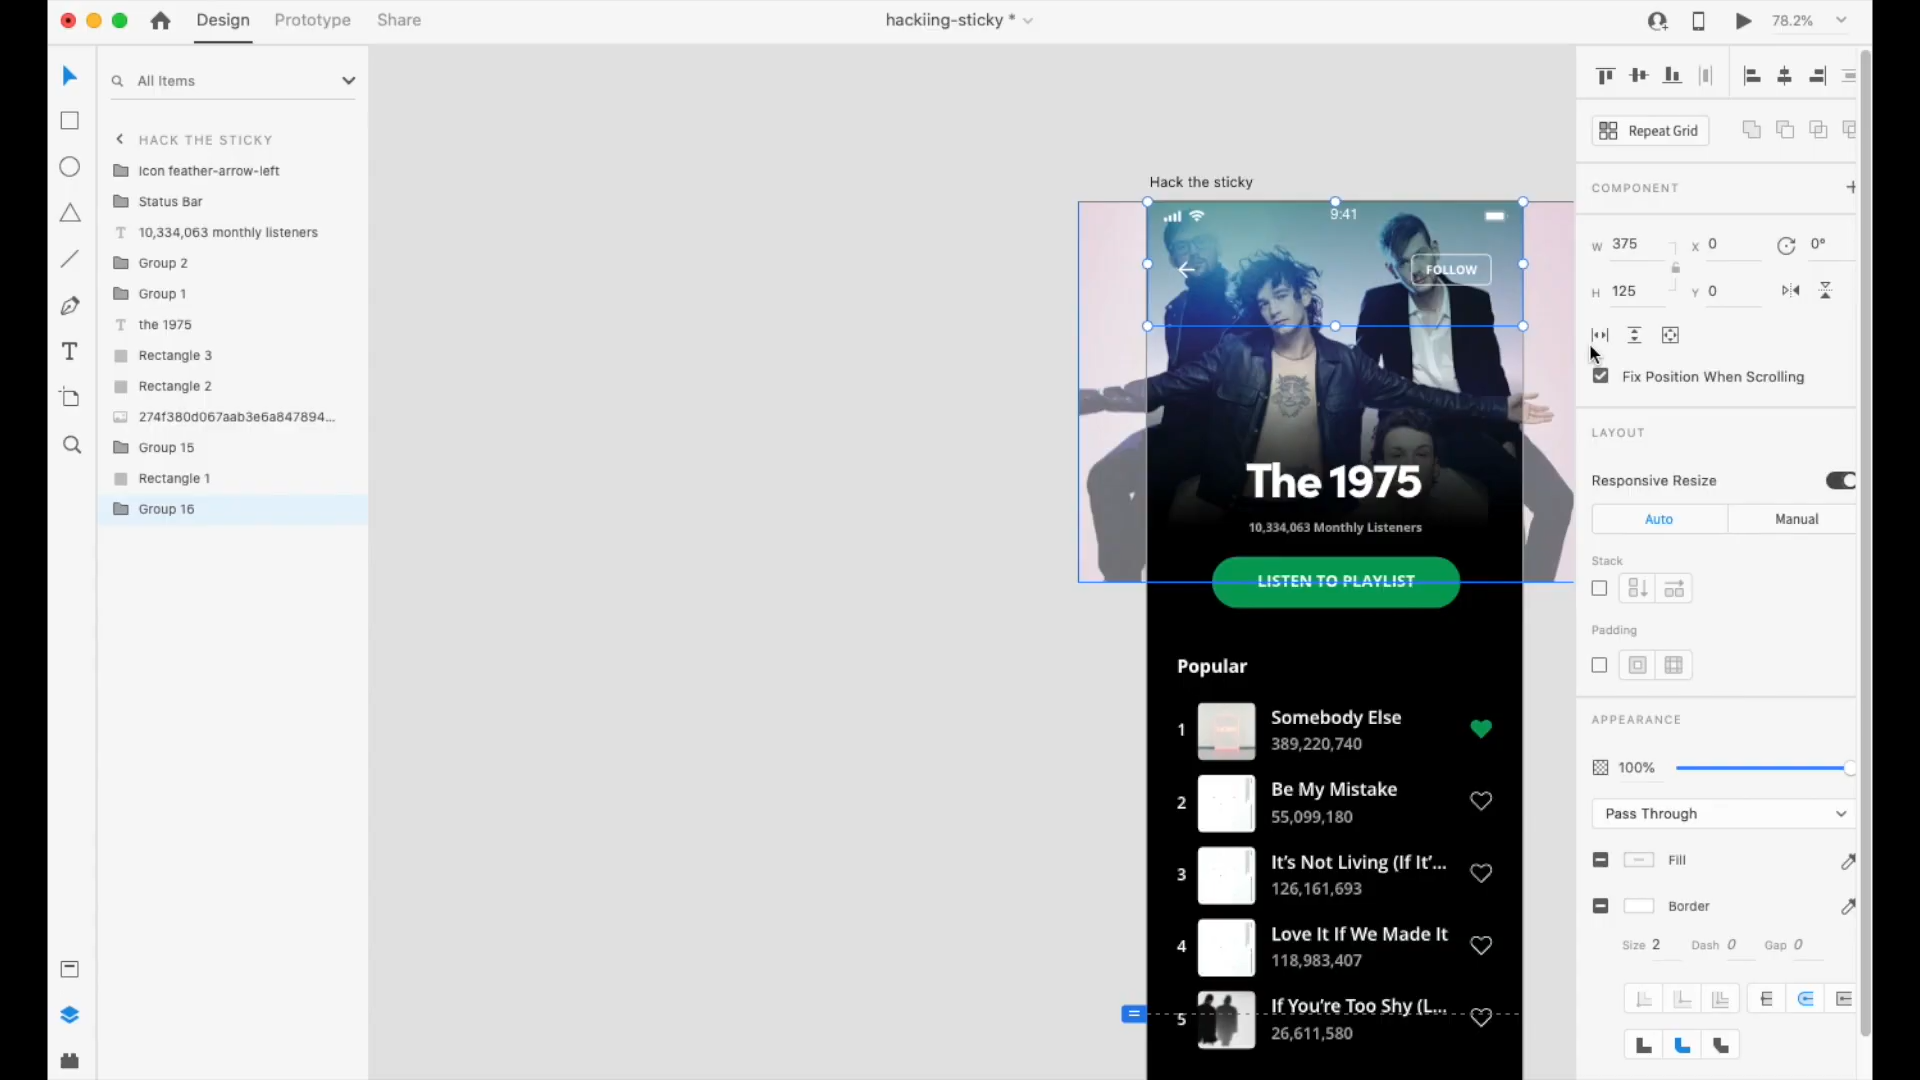 Design
Prototype
Share
hackiing-sticky *
78.2%
All Items
HACK THE STICKY
Icon feather-arrow-left
Status Bar
T 10,334,063 monthly listeners
Group 2
Group 1
T the 1975
Rectangle 3
Rectangle 2
274f380d067aab3e6a847894...
Group 15
Rectangle 1
Group 16
Hack the sticky
9:41
FOLLOW
The 1975
10,334,063 Monthly Listeners
LISTEN TO PLAYLIST
Popular
1 Somebody Else
389,220,740
2 Be My Mistake
55,099,180
3 It's Not Living (If It'...
126,161,693
4 Love It If We Made It
118,983,407
5 If You're Too Shy (L...
26,611,580
Repeat Grid
COMPONENT
W 375 X 0 0°
H 125 Y 0
Fix Position When Scrolling
LAYOUT
Responsive Resize
Auto Manual
Stack
Padding
APPEARANCE
100%
Pass Through
Fill
Border
Size 2 Dash 0 Gap 0